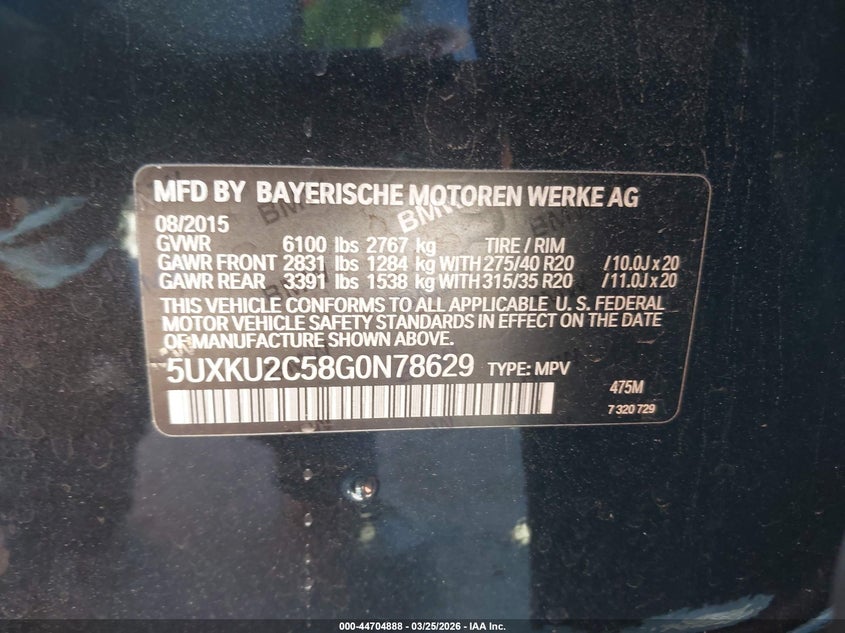 MFD BY BAYERISCHE MOTOREN WERKE AG
08/2015
GVWR 6100 lbs 2767 kg TIRE / RIM
GAWR FRONT 2831 lbs 1284 kg WITH 275/40 R20 /10.0J x 20
GAWR REAR 3391 lbs 1538 kg WITH 315/35 R20 /11.0J x 20
THIS VEHICLE CONFORMS TO ALL APPLICABLE U. S. FEDERAL
MOTOR VEHICLE SAFETY STANDARDS IN EFFECT ON THE DATE
OF MANUFACTURE SHOWN ABOVE.
5UXKU2C58G0N78629 TYPE: MPV
475M
7 320 729
BMW
000-44704888 - 03/25/2026 - IAA Inc.